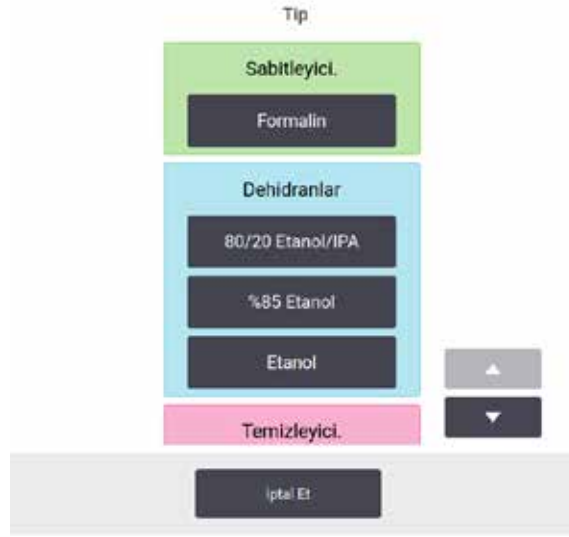 Tip
Sabitleyici.
Formalin
Dehidranlar
80/20 Etanol/IPA
%85 Etanol
Etanol
Temizleyici.
İptal Et